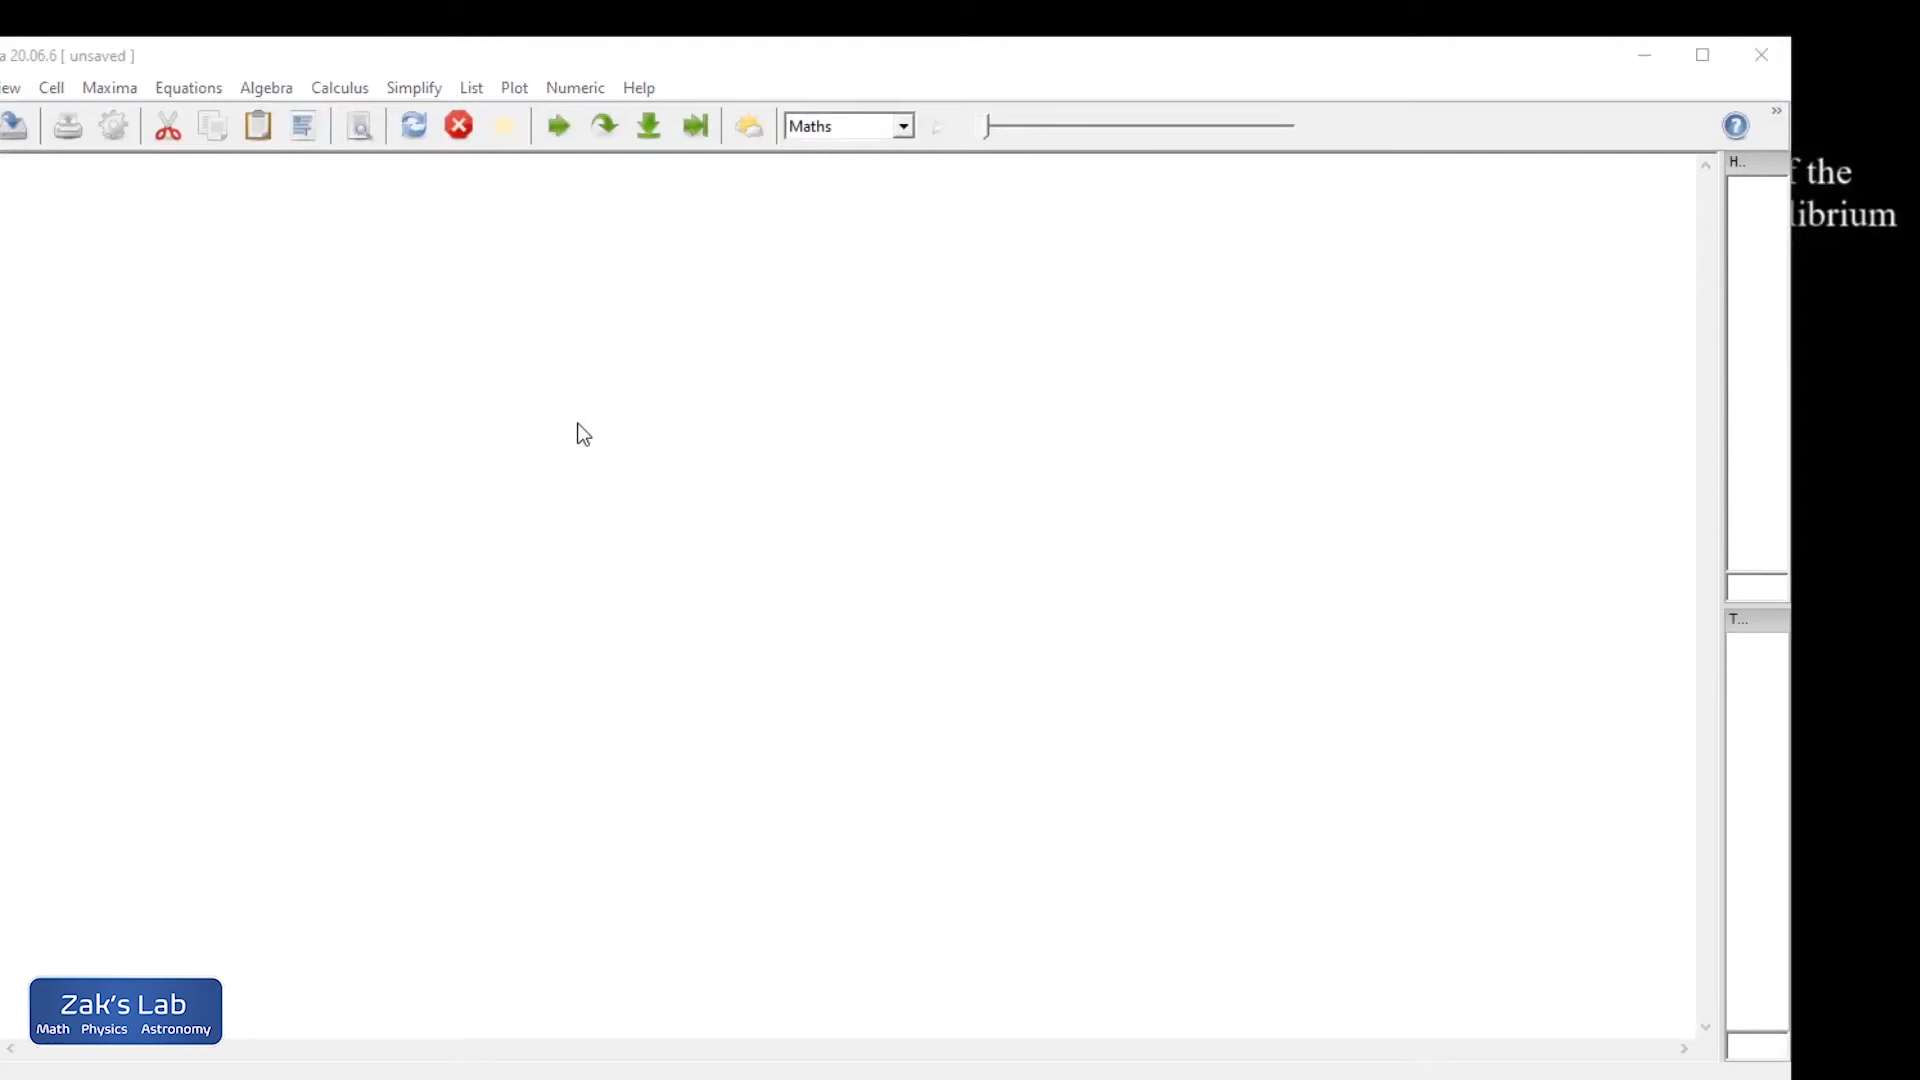 a 20.06.6 [ unsaved ]
ew Cell Maxima Equations Algebra Calculus Simplify List Plot Numeric Help
Maths
H..
f the
librium
T...
Zak's Lab
Math Physics Astronomy